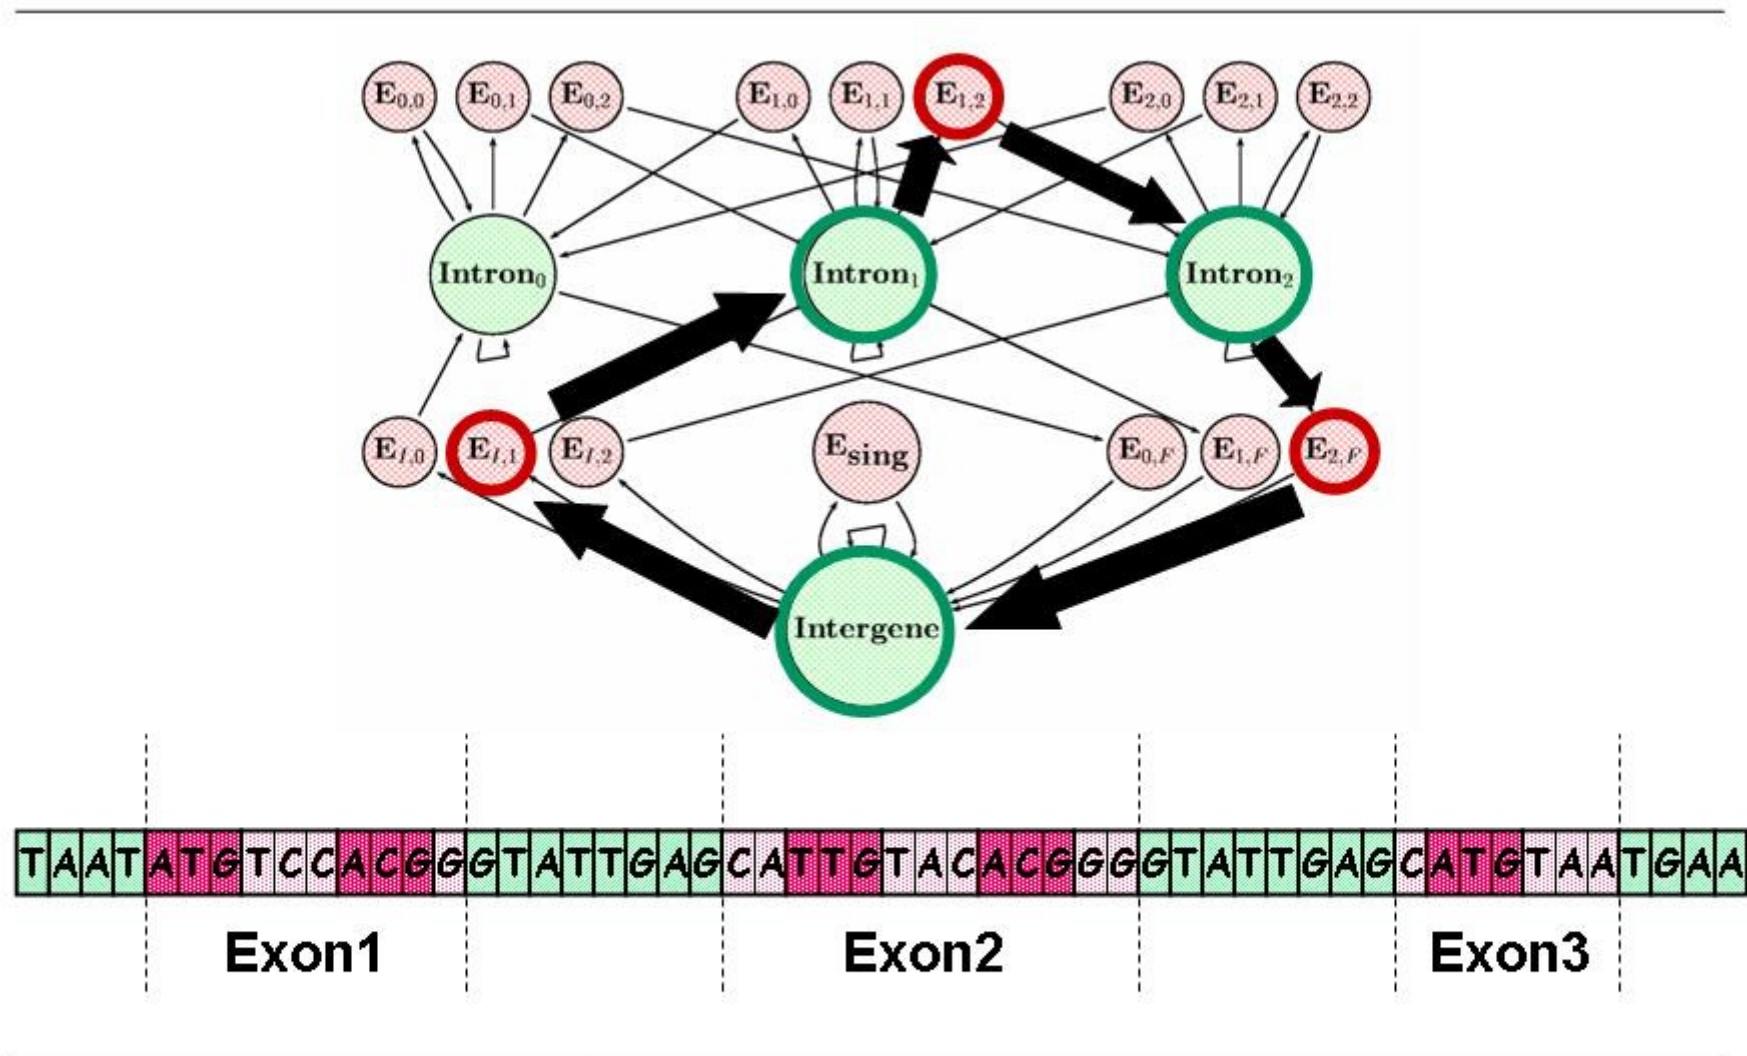 E0,0 E0,1 E0,2 E1,0 E1,1 E1,2 E2,0 E2,1 E2,2
Intron0 Intron1 Intron2
EI,0 EI,1 EI,2 Esing E0,F E1,F E2,F
Intergene
TAATATGTCCACGGGTATTGAGCATTGTACACGGGGTATTGAGCATGTAATGAA
Exon1 Exon2 Exon3